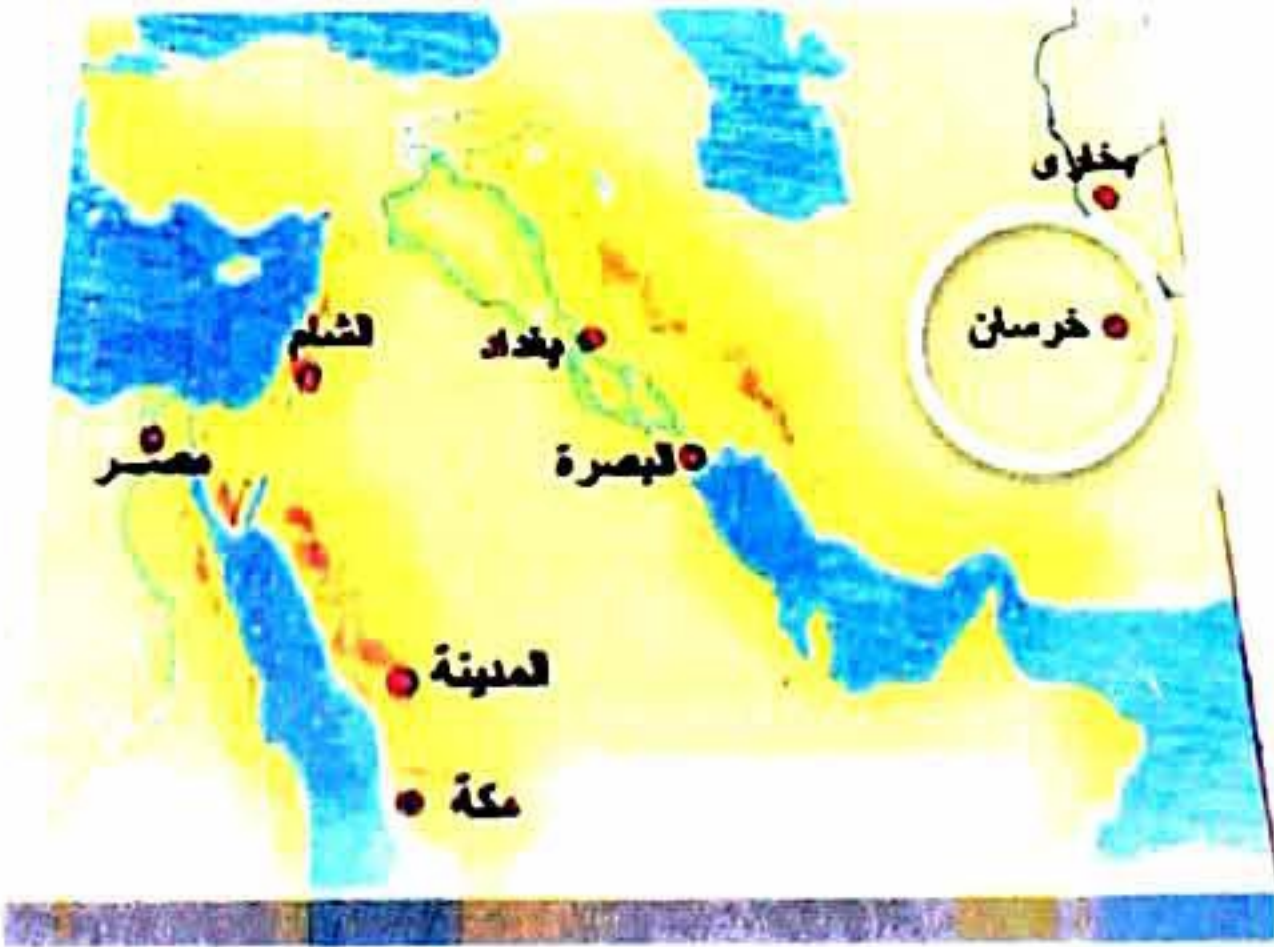 بخارى
خرسان
الشام
بغداد
مصر
البصرة
المدينة
مكة